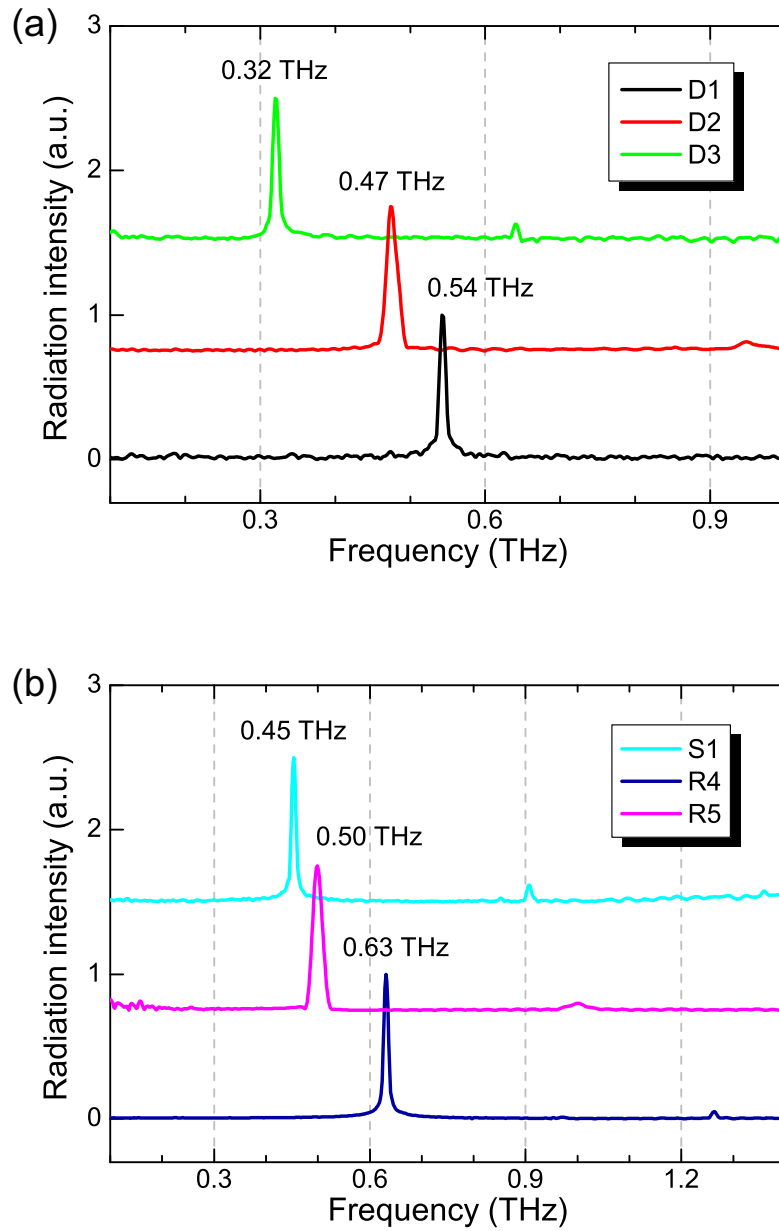 (a)
3
2
1
0
Radiation intensity (a.u.)
0.32 THz
0.47 THz
0.54 THz
D1
D2
D3
0.3
0.6
0.9
Frequency (THz)
(b)
3
2
1
0
Radiation intensity (a.u.)
0.45 THz
0.50 THz
0.63 THz
S1
R4
R5
0.3
0.6
0.9
1.2
Frequency (THz)